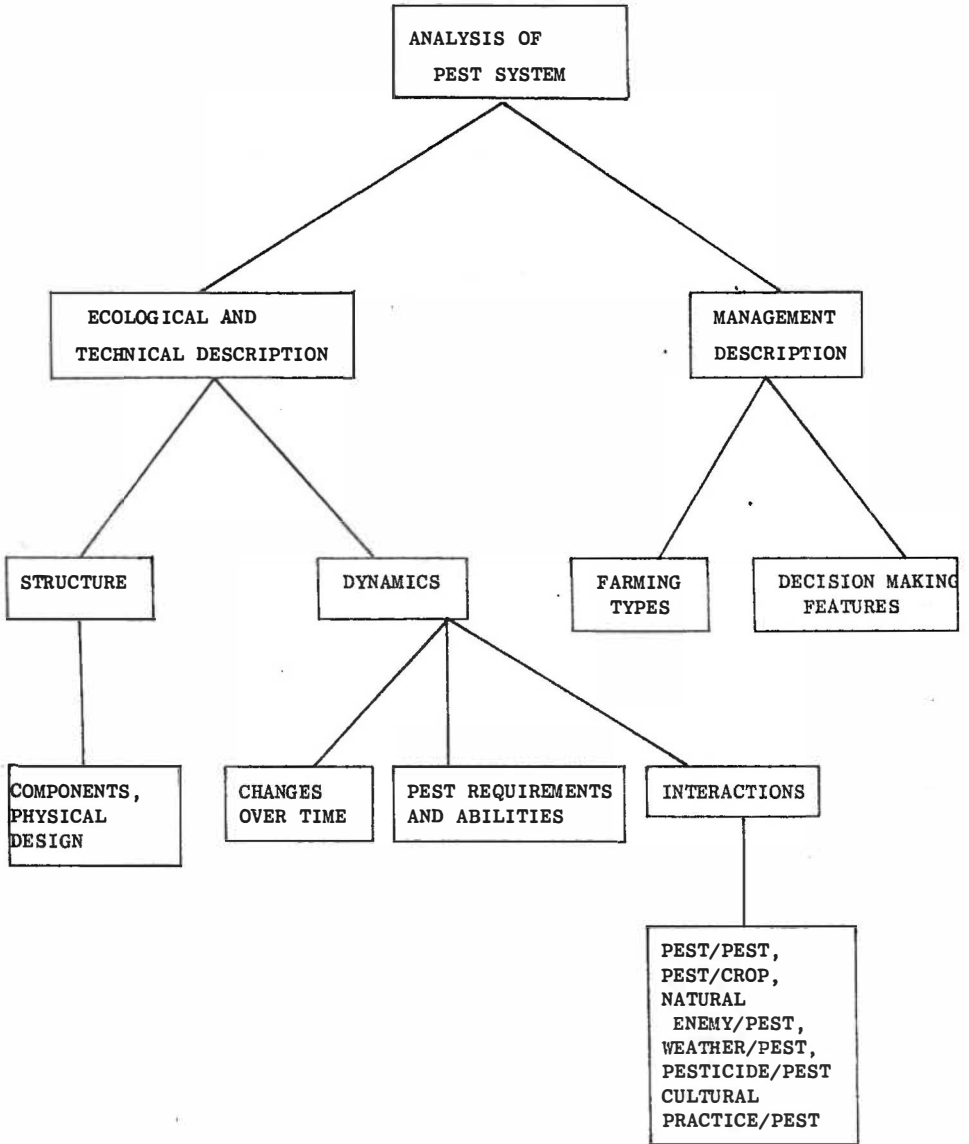 ANALYSIS OF
PEST SYSTEM
ECOLOGICAL AND
TECHNICAL DESCRIPTION
MANAGEMENT
DESCRIPTION
STRUCTURE
DYNAMICS
FARMING
TYPES
DECISION MAKING
FEATURES
COMPONENTS,
PHYSICAL
DESIGN
CHANGES
OVER TIME
PEST REQUIREMENTS
AND ABILITIES
INTERACTIONS
PEST/PEST,
PEST/CROP,
NATURAL
ENEMY/PEST,
WEATHER/PEST,
PESTICIDE/PEST
CULTURAL
PRACTICE/PEST